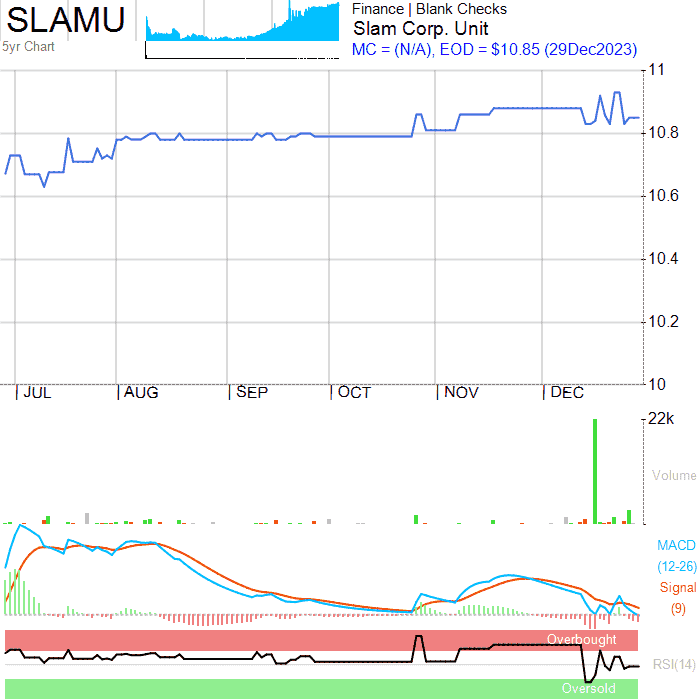 SLAMU
5yr Chart
Finance | Blank Checks
Slam Corp. Unit
MC = (N/A), EOD = $10.85 (29Dec2023)
11
10.8
10.6
10.4
10.2
10
JUL AUG SEP OCT NOV DEC
22k
Volume
MACD
(12-26)
Signal
(9)
Overbought
RSI(14)
Oversold